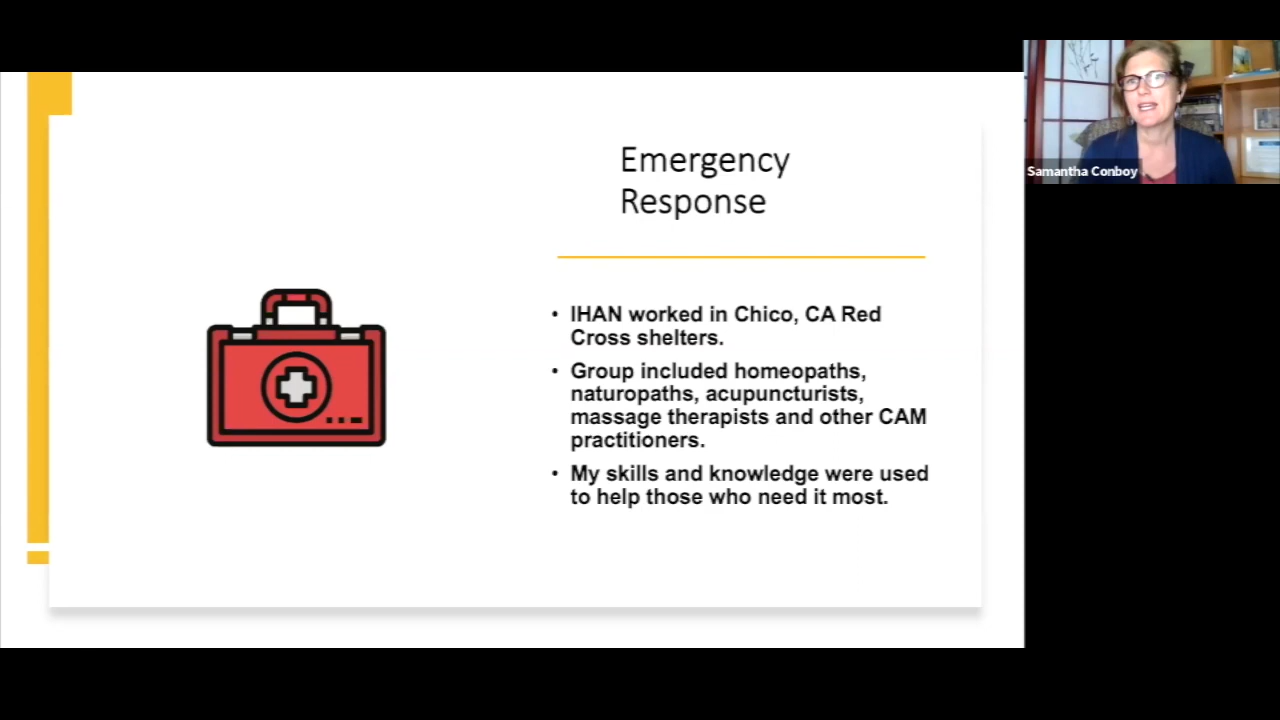 Emergency
Response
• IHAN worked in Chico, CA Red
Cross shelters.
• Group included homeopaths,
naturopaths, acupuncturists,
massage therapists and other CAM
practitioners.
• My skills and knowledge were used
to help those who need it most.
Samantha Conboy